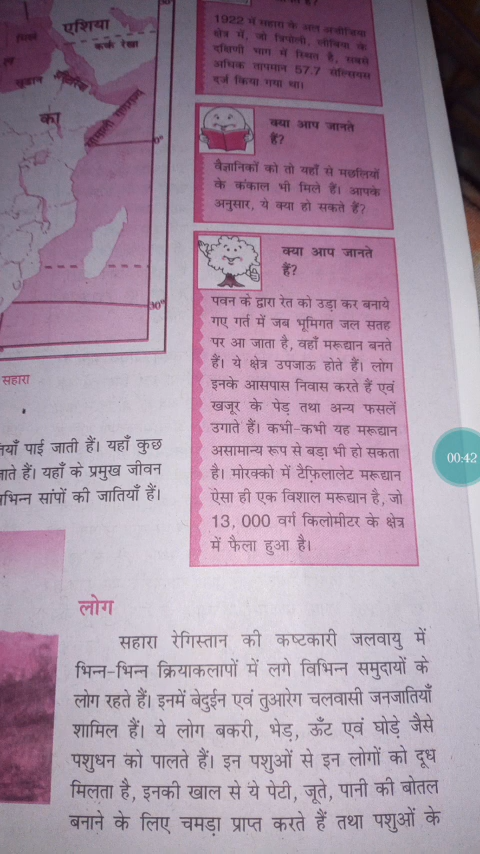 एशिया
कर्क रेखा
मिस्र
सूडान
का
0°
30°
सहारा
1922 में सहारा के अल अजीजिया
क्षेत्र में, जो त्रिपोली, लीबिया के
दक्षिणी भाग में स्थित है, सबसे
अधिक तापमान 57.7° सेल्सियस
दर्ज किया गया था।
क्या आप जानते
हैं?
वैज्ञानिकों को तो यहाँ से मछलियों
के कंकाल भी मिले हैं। आपके
अनुसार, ये क्या हो सकते हैं?
क्या आप जानते
हैं?
पवन के द्वारा रेत को उड़ा कर बनाये
गए गर्त में जब भूमिगत जल सतह
पर आ जाता है, वहाँ मरूद्यान बनते
हैं। ये क्षेत्र उपजाऊ होते हैं। लोग
इनके आसपास निवास करते हैं एवं
खजूर के पेड़ तथा अन्य फसलें
उगाते हैं। कभी-कभी यह मरूद्यान
असामान्य रूप से बड़ा भी हो सकता
है। मोरक्को में टैफ़िलालेट मरूद्यान
ऐसा ही एक विशाल मरूद्यान है, जो
13, 000 वर्ग किलोमीटर के क्षेत्र
में फैला हुआ है।
तियाँ पाई जाती हैं। यहाँ कुछ
जाते हैं। यहाँ के प्रमुख जीवन
भिन्न सांपों की जातियाँ हैं।
00:42
लोग
सहारा रेगिस्तान की कष्टकारी जलवायु में
भिन्न-भिन्न क्रियाकलापों में लगे विभिन्न समुदायों के
लोग रहते हैं। इनमें बेदुईन एवं तुआरेग चलवासी जनजातियाँ
शामिल हैं। ये लोग बकरी, भेड़, ऊँट एवं घोड़े जैसे
पशुधन को पालते हैं। इन पशुओं से इन लोगों को दूध
मिलता है, इनकी खाल से ये पेटी, जूते, पानी की बोतल
बनाने के लिए चमड़ा प्राप्त करते हैं तथा पशुओं के